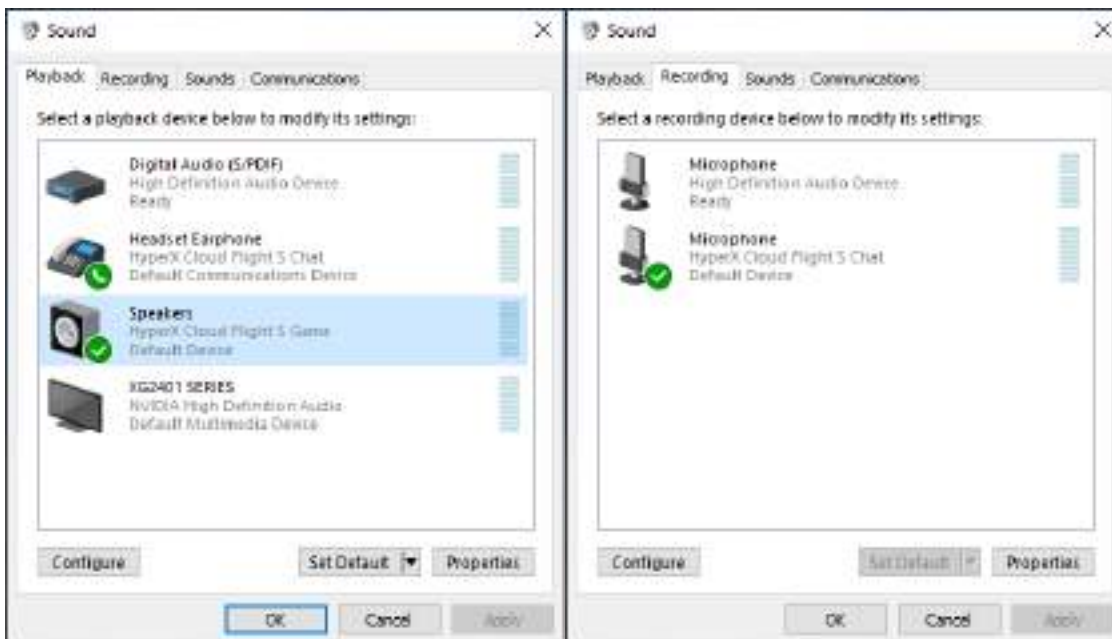 Sound
Playback Recording Sounds Communications
Select a playback device below to modify its settings:
Digital Audio (S/PDIF)
High Definition Audio Device
Ready
Headset Earphone
HyperX Cloud Flight S Chat
Default Communications Device
Speakers
HyperX Cloud Flight S Game
Default Device
XG2401 SERIES
NVIDIA High Definition Audio
Default Multimedia Device
Configure Set Default Properties
OK Cancel Apply
Sound
Playback Recording Sounds Communications
Select a recording device below to modify its settings:
Microphone
High Definition Audio Device
Ready
Microphone
HyperX Cloud Flight S Chat
Default Device
Configure Set Default Properties
OK Cancel Apply